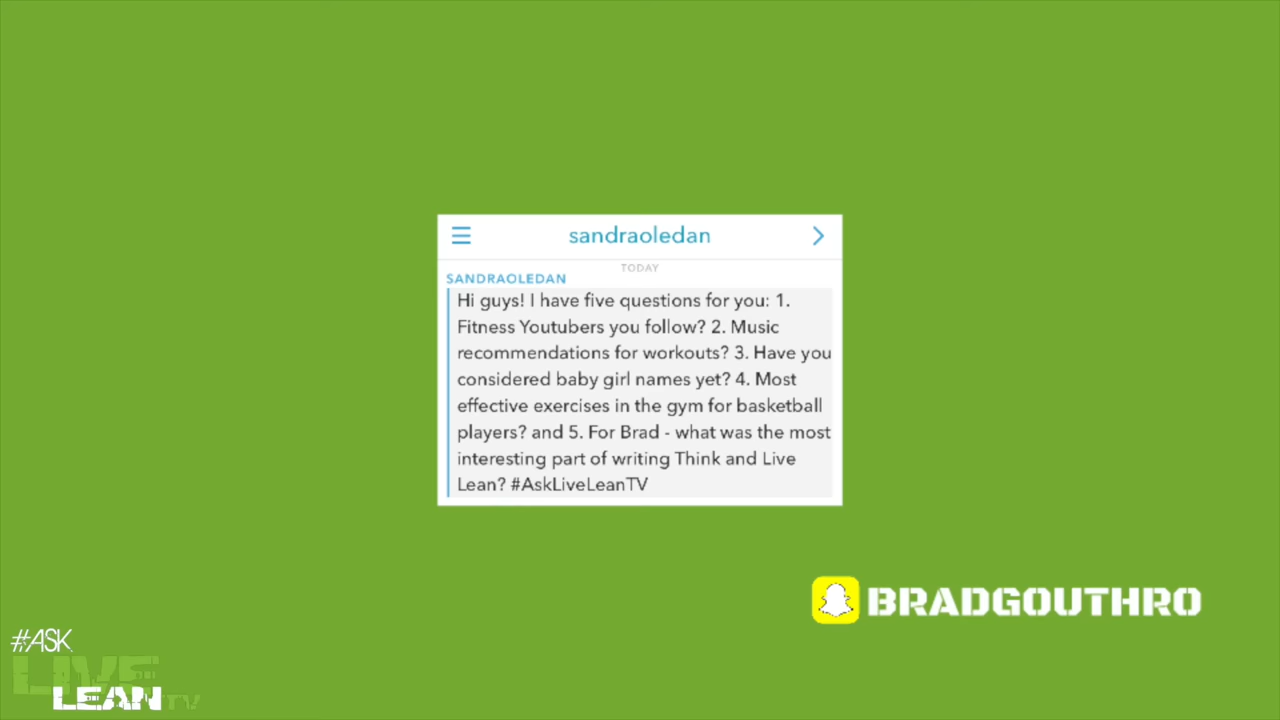 sandraoledan
TODAY
SANDRAOLEDAN
Hi guys! I have five questions for you: 1.
Fitness Youtubers you follow? 2. Music
recommendations for workouts? 3. Have you
considered baby girl names yet? 4. Most
effective exercises in the gym for basketball
players? and 5. For Brad - what was the most
interesting part of writing Think and Live
Lean? #AskLiveLeanTV
BRADGOUTHRO
#ASK
LIVE
LEAN TV